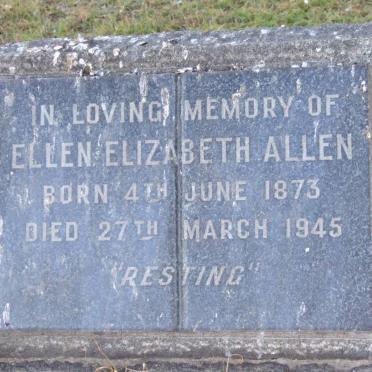 IN LOVING MEMORY OF
ELLEN ELIZABETH ALLEN
BORN 4TH JUNE 1873
DIED 27TH MARCH 1945
"RESTING"